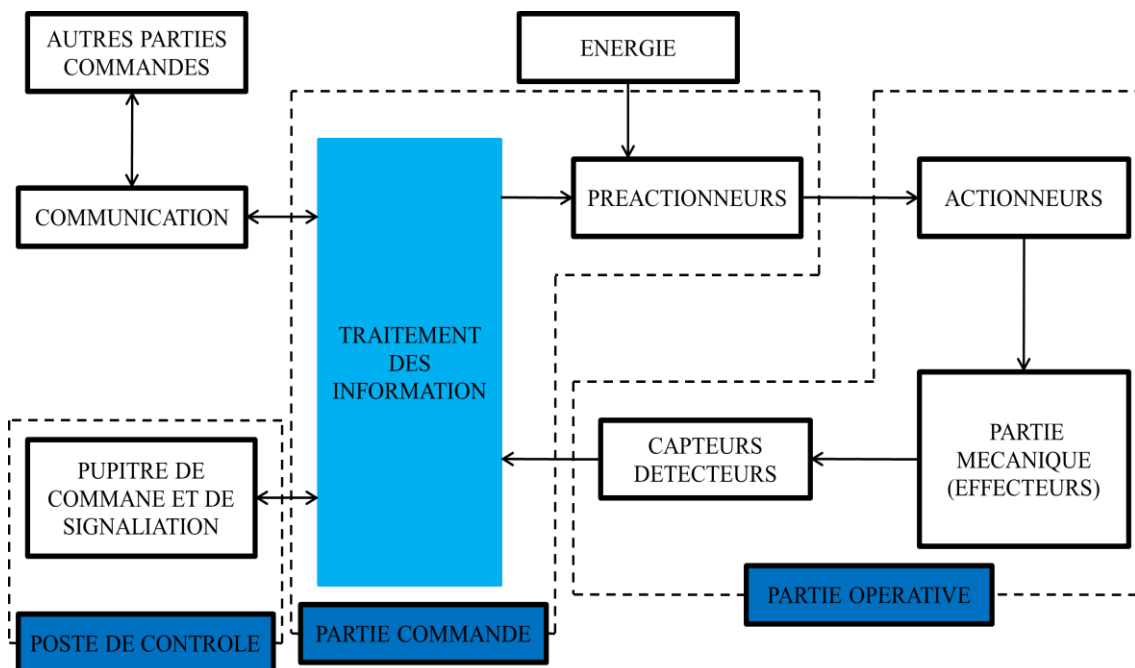 AUTRES PARTIES
COMMANDES
ENERGIE
COMMUNICATION
PREACTIONNEURS
ACTIONNEURS
TRAITEMENT
DES
INFORMATION
PUPITRE DE
COMMANE ET DE
SIGNALIATION
CAPTEURS
DETECTEURS
PARTIE
MECANIQUE
(EFFECTEURS)
POSTE DE CONTROLE
PARTIE COMMANDE
PARTIE OPERATIVE